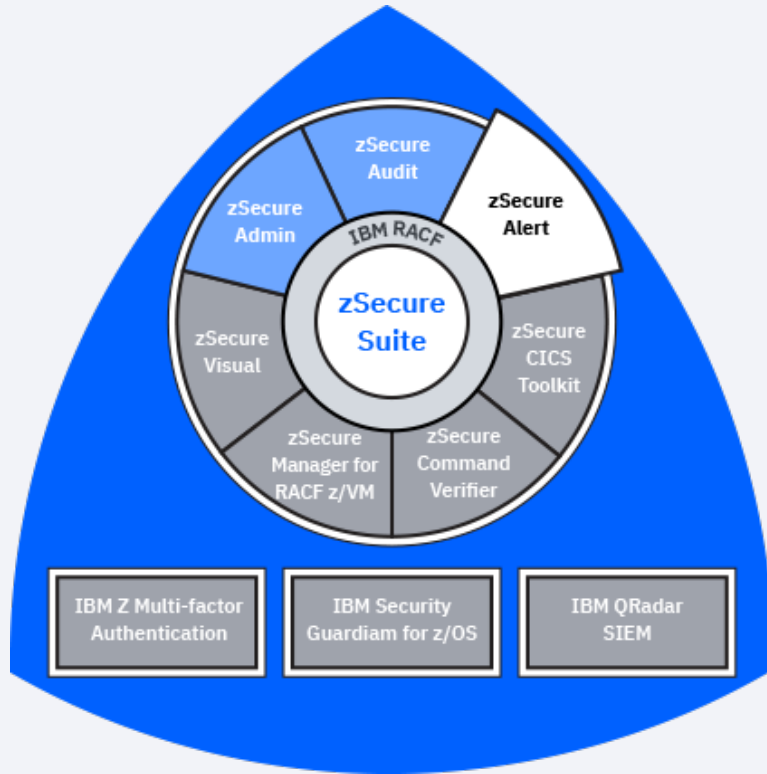 zSecure
Audit
zSecure
Admin
zSecure
Alert
IBM RACF
zSecure
Suite
zSecure
Visual
zSecure
CICS
Toolkit
zSecure
Manager for
RACF z/VM
zSecure
Command
Verifier
IBM Z Multi-factor
Authentication
IBM Security
Guardiam for z/OS
IBM QRadar
SIEM